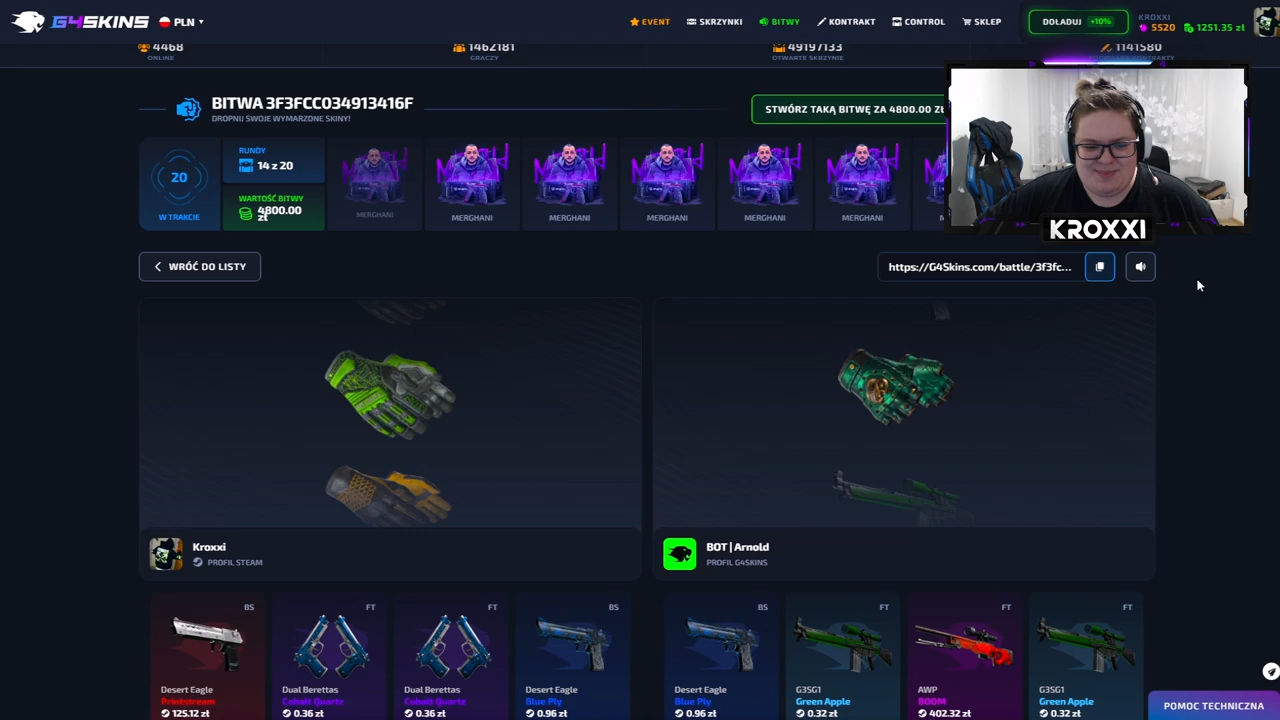 G4SKINS
PLN
EVENT
SKRZYNKI
BITWY
KONTRAKT
CONTROL
SKLEP
DOŁADUJ +10%
KROXXI
5520
1251.35 zł
4468
ONLINE
1462181
GRACZY
49197133
OTWARTE SKRZYNIE
1141580
BITWA 3F3FCC034913416F
DROPNIJ SWOJE WYMARZONE SKINY!
STWÓRZ TAKĄ BITWĘ ZA 4800.00 ZŁ
20
W TRAKCIE
RUNDY
14 z 20
WARTOŚĆ BITWY
4800.00
zł
MERGHANI
MERGHANI
MERGHANI
MERGHANI
MERGHANI
MERGHANI
KROXXI
WRÓĆ DO LISTY
https://G4Skins.com/battle/3f3fc...
Kroxxi
PROFIL STEAM
BOT | Arnold
PROFIL G4SKINS
BS
Desert Eagle
Printstream
125.12 zł
FT
Dual Berettas
Cobalt Quartz
0.36 zł
FT
Dual Berettas
Cobalt Quartz
0.36 zł
BS
Desert Eagle
Blue Ply
0.96 zł
BS
Desert Eagle
Blue Ply
0.96 zł
FT
G3SG1
Green Apple
0.32 zł
FT
AWP
BOOM
402.32 zł
FT
G3SG1
Green Apple
0.32 zł
POMOC TECHNICZNA